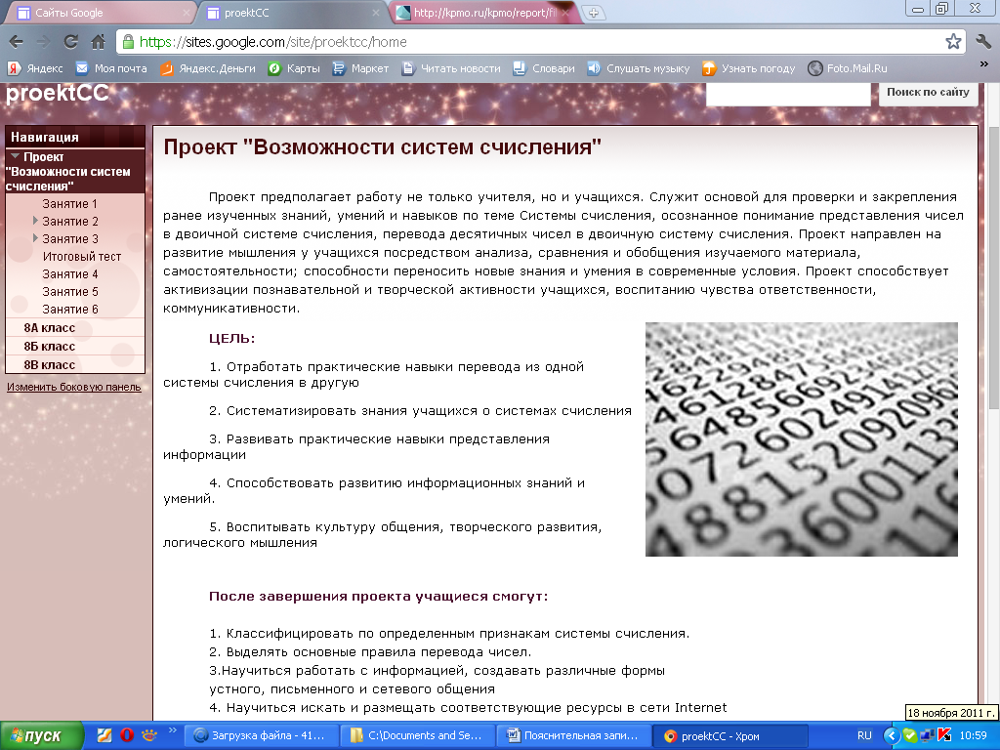 Сайты Google
proektCC
http://kpmo.ru/kpmo/report/fil
https://sites.google.com/site/proektcc/home
Яндекс
Моя почта
Яндекс.Деньги
Карты
Маркет
Читать новости
Словари
Слушать музыку
Узнать погоду
Foto.Mail.Ru
»
proektCC
Поиск по сайту
Навигация
Проект
"Возможности систем
счисления"
Занятие 1
Занятие 2
Занятие 3
Итоговый тест
Занятие 4
Занятие 5
Занятие 6
8А класс
8Б класс
8В класс
Изменить боковую панель
Проект "Возможности систем счисления"
Проект предполагает работу не только учителя, но и учащихся. Служит основой для проверки и закрепления
ранее изученных знаний, умений и навыков по теме Системы счисления, осознанное понимание представления чисел
в двоичной системе счисления, перевода десятичных чисел в двоичную систему счисления. Проект направлен на
развитие мышления у учащихся посредством анализа, сравнения и обобщения изучаемого материала,
самостоятельности; способности переносить новые знания и умения в современные условия. Проект способствует
активизации познавательной и творческой активности учащихся, воспитанию чувства ответственности,
коммуникативности.
ЦЕЛЬ:
1. Отработать практические навыки перевода из одной
системы счисления в другую
2. Систематизировать знания учащихся о системах счисления
3. Развивать практические навыки представления
информации
4. Способствовать развитию информационных знаний и
умений.
5. Воспитывать культуру общения, творческого развития,
логического мышления
После завершения проекта учащиеся смогут:
1. Классифицировать по определенным признакам системы счисления.
2. Выделять основные правила перевода чисел.
3.Научиться работать с информацией, создавать различные формы
устного, письменного и сетевого общения
4. Научиться искать и размещать соответствующие ресурсы в сети Internet
18 ноября 2011 г.
пуск
»
Загрузка файла - 41...
C:\Documents and Se...
Пояснительная запи...
proektCC - Хром
RU
10:59